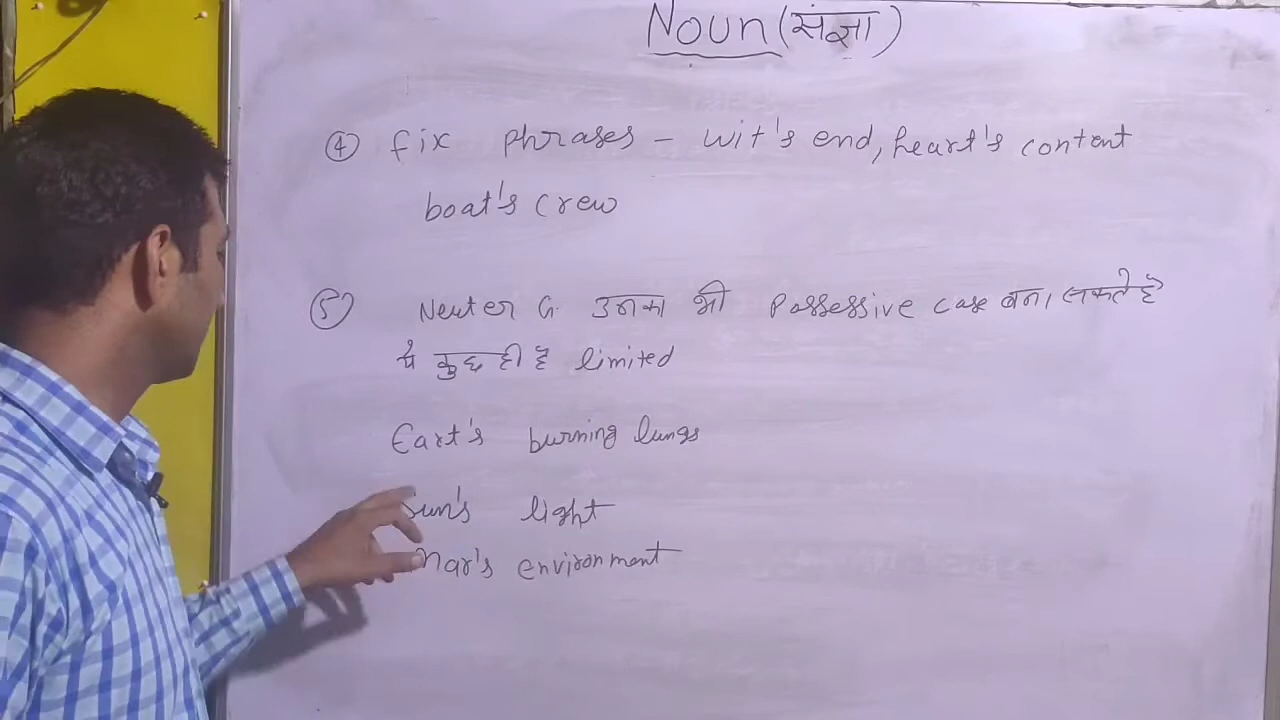 Noun (संज्ञा)
④ fix phrases - wit's end, heart's content
boat's crew
⑤ Neuter G. उनका भी Possessive case बना सकते है
ये कुछ ही है limited
Eart's burning lungs
Sun's light
Mar's environment